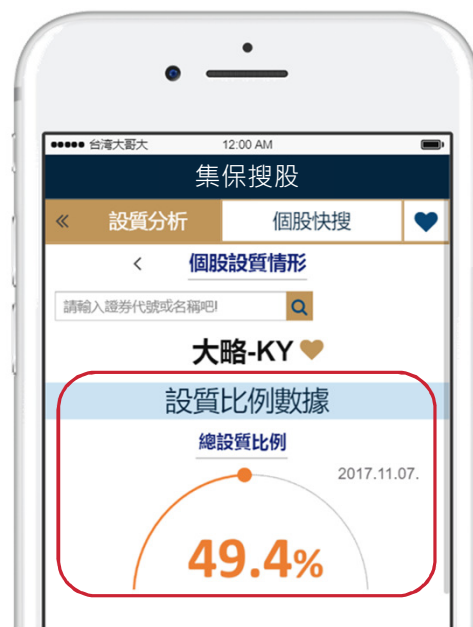 ●●●●● 台湾大哥大 12:00 AM
集保搜股
« 設質分析 個股快搜
< 個股設質情形
請輸入證券代號或名稱吧!
大略-KY
設質比例數據
總設質比例
2017.11.07.
49.4%